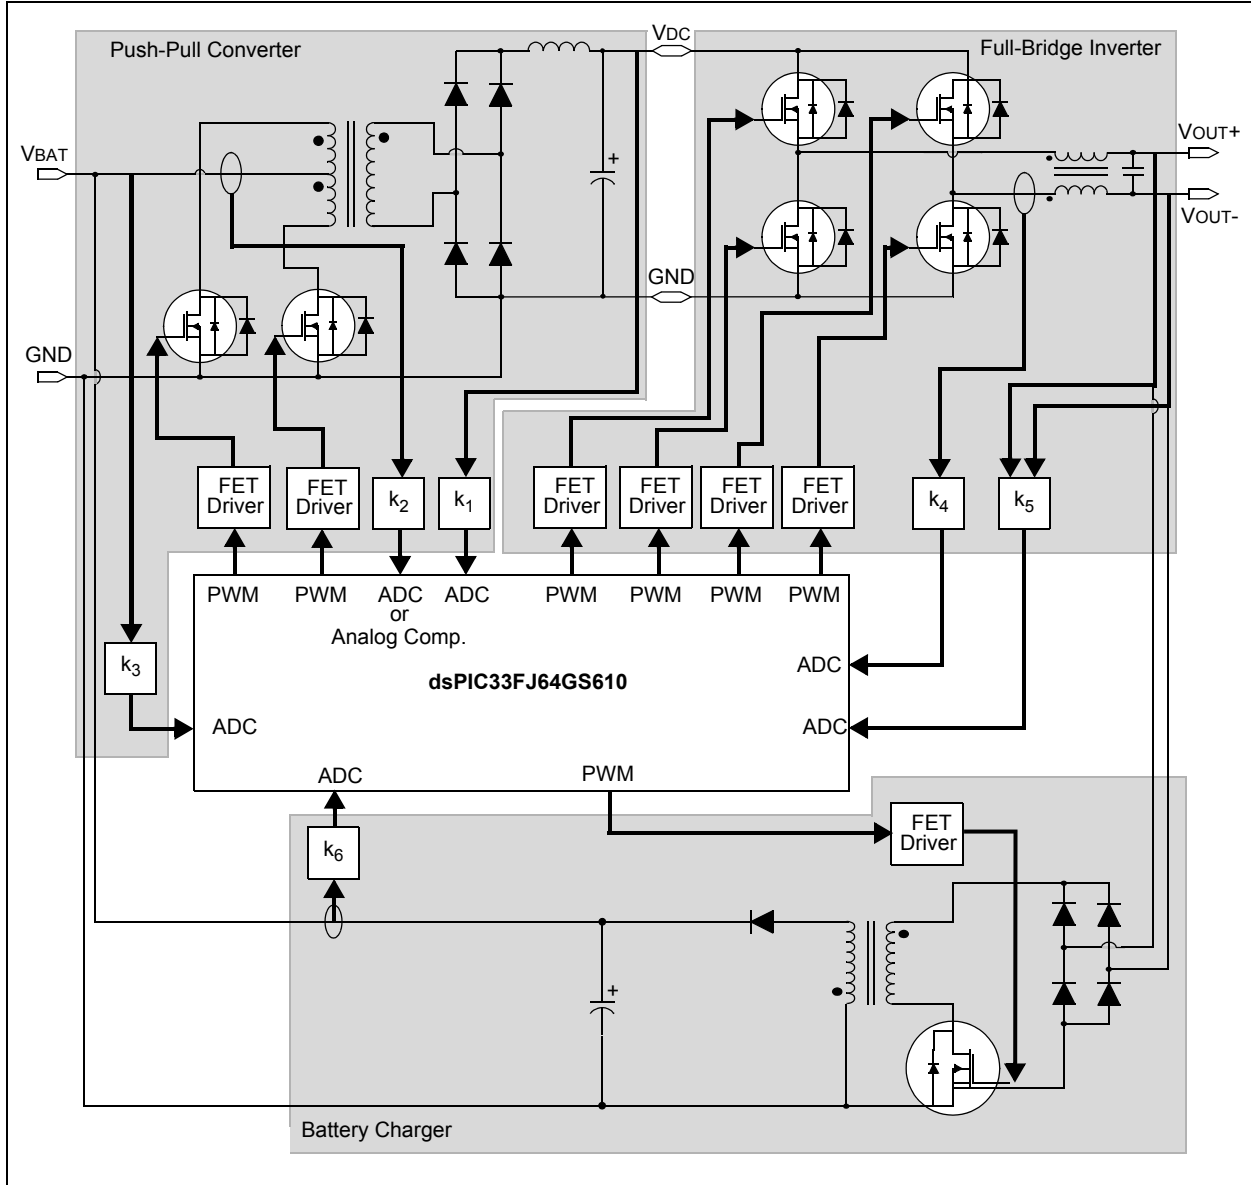 Push-Pull Converter
VDC
Full-Bridge Inverter
VBAT
+
VOUT+
VOUT-
GND
GND
FET
Driver
FET
Driver
k2
k1
FET
Driver
FET
Driver
FET
Driver
FET
Driver
k4
k5
PWM
PWM
ADC
or
Analog Comp.
ADC
PWM
PWM
PWM
PWM
k3
ADC
dsPIC33FJ64GS610
ADC
ADC
ADC
PWM
k6
FET
Driver
+
Battery Charger